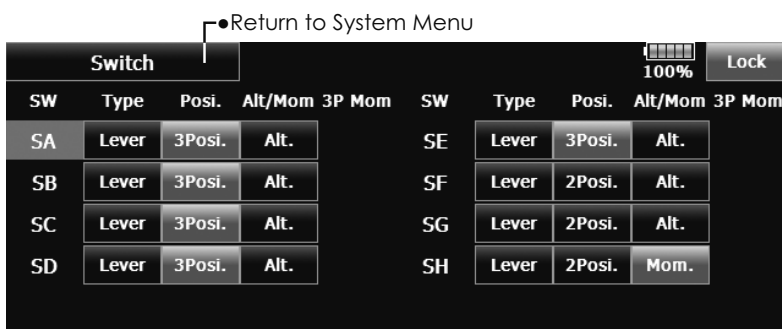 ●Return to System Menu
Switch 100% Lock
SW Type Posi. Alt/Mom 3P Mom SW Type Posi. Alt/Mom 3P Mom
SA Lever 3Posi. Alt. SE Lever 3Posi. Alt.
SB Lever 3Posi. Alt. SF Lever 2Posi. Alt.
SC Lever 3Posi. Alt. SG Lever 2Posi. Alt.
SD Lever 3Posi. Alt. SH Lever 2Posi. Mom.